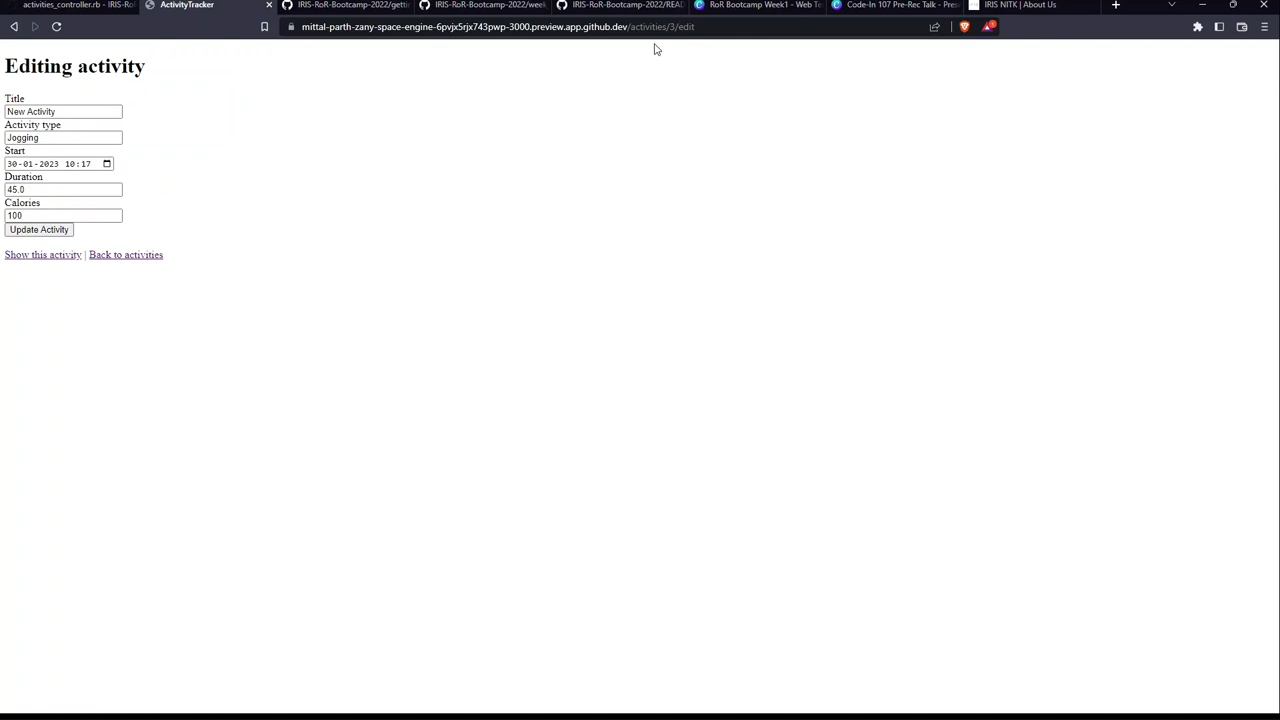 activities_controller.rb - IRIS-Ro
ActivityTracker
IRIS-RoR-Bootcamp-2022/getti
IRIS-RoR-Bootcamp-2022/week
IRIS-RoR-Bootcamp-2022/READ
RoR Bootcamp Week1 - Web Te
Code-In 107 Pre-Rec Talk - Pres
IRIS NITK | About Us
mittal-parth-zany-space-engine-6pvjx5rjx743pwp-3000.preview.app.github.dev/activities/3/edit
Editing activity
Title
New Activity
Activity type
Jogging
Start
30-01-2023 10:17
Duration
45.0
Calories
100
Update Activity
Show this activity | Back to activities